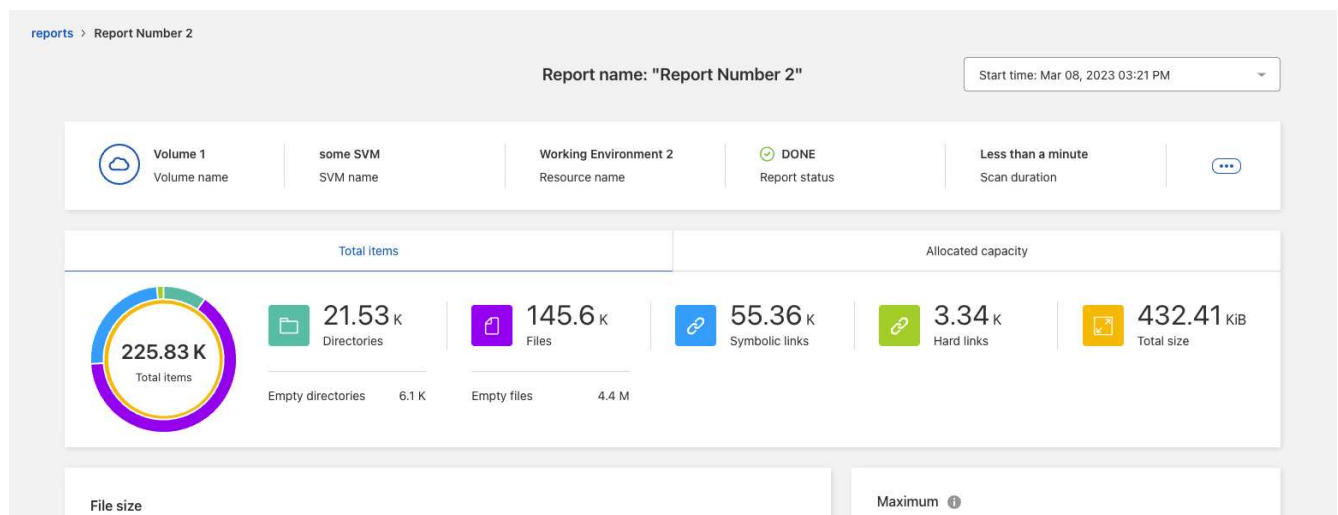 reports > Report Number 2
Report name: "Report Number 2"
Start time: Mar 08, 2023 03:21 PM
Volume 1
Volume name
some SVM
SVM name
Working Environment 2
Resource name
DONE
Report status
Less than a minute
Scan duration
Total items
Allocated capacity
225.83 K
Total items
21.53 K
Directories
Empty directories 6.1 K
145.6 K
Files
Empty files 4.4 M
55.36 K
Symbolic links
3.34 K
Hard links
432.41 KiB
Total size
File size
Maximum